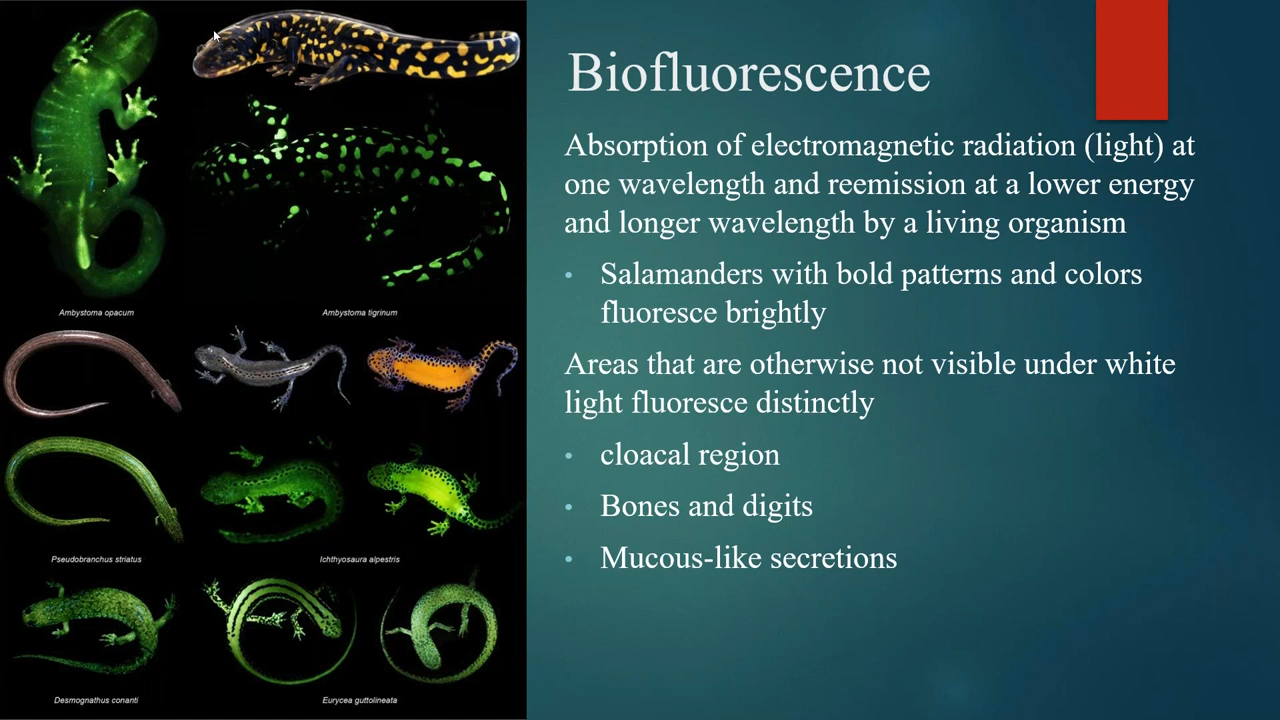 Biofluorescence
Absorption of electromagnetic radiation (light) at
one wavelength and reemission at a lower energy
and longer wavelength by a living organism
• Salamanders with bold patterns and colors
fluoresce brightly
Areas that are otherwise not visible under white
light fluoresce distinctly
• cloacal region
• Bones and digits
• Mucous-like secretions
Ambystoma opacum
Ambystoma tigrinum
Pseudobranchus striatus
Ichthyosaura alpestris
Desmognathus conanti
Eurycea guttolineata